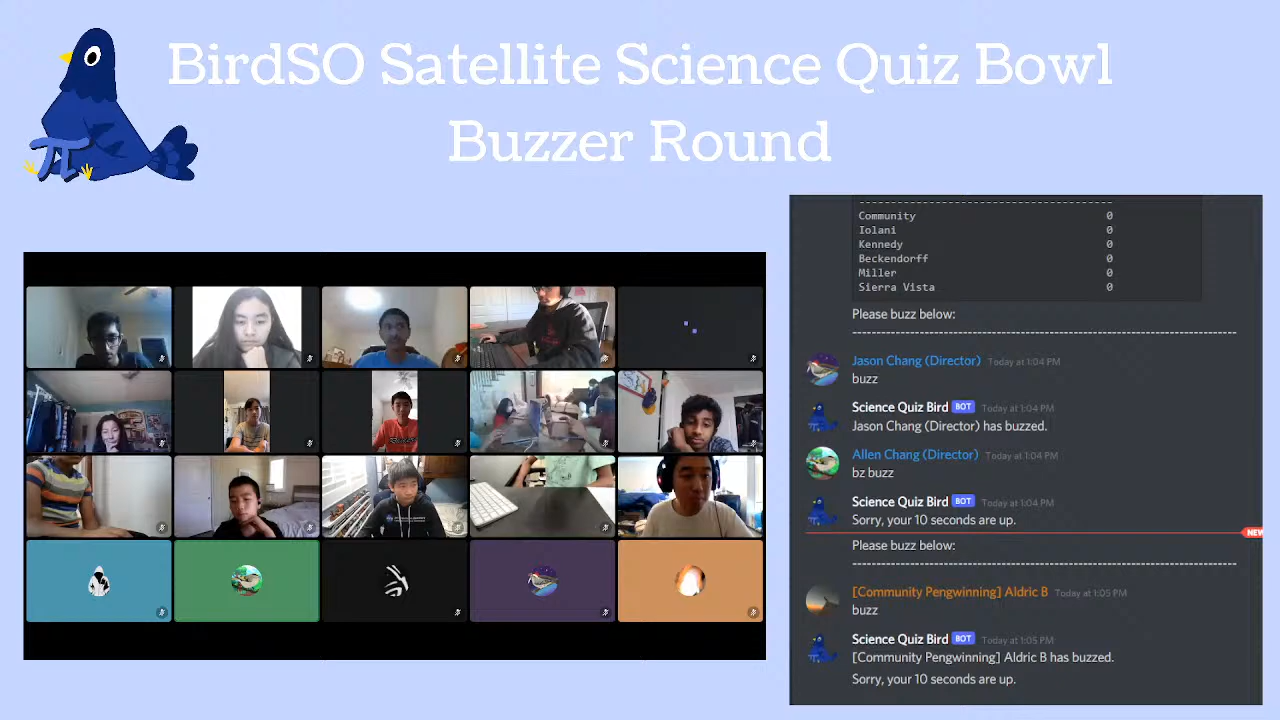 BirdSO Satellite Science Quiz Bowl
Buzzer Round
Community 0
Iolani 0
Kennedy 0
Beckendorff 0
Miller 0
Sierra Vista 0
Please buzz below:
Jason Chang (Director) Today at 1:04 PM
buzz
Science Quiz Bird BOT Today at 1:04 PM
Jason Chang (Director) has buzzed.
Allen Chang (Director) Today at 1:04 PM
bz buzz
Science Quiz Bird BOT Today at 1:04 PM
Sorry, your 10 seconds are up.
NEW
Please buzz below:
[Community Pengwinning] Aldric B Today at 1:05 PM
buzz
Science Quiz Bird BOT Today at 1:05 PM
[Community Pengwinning] Aldric B has buzzed.
Sorry, your 10 seconds are up.